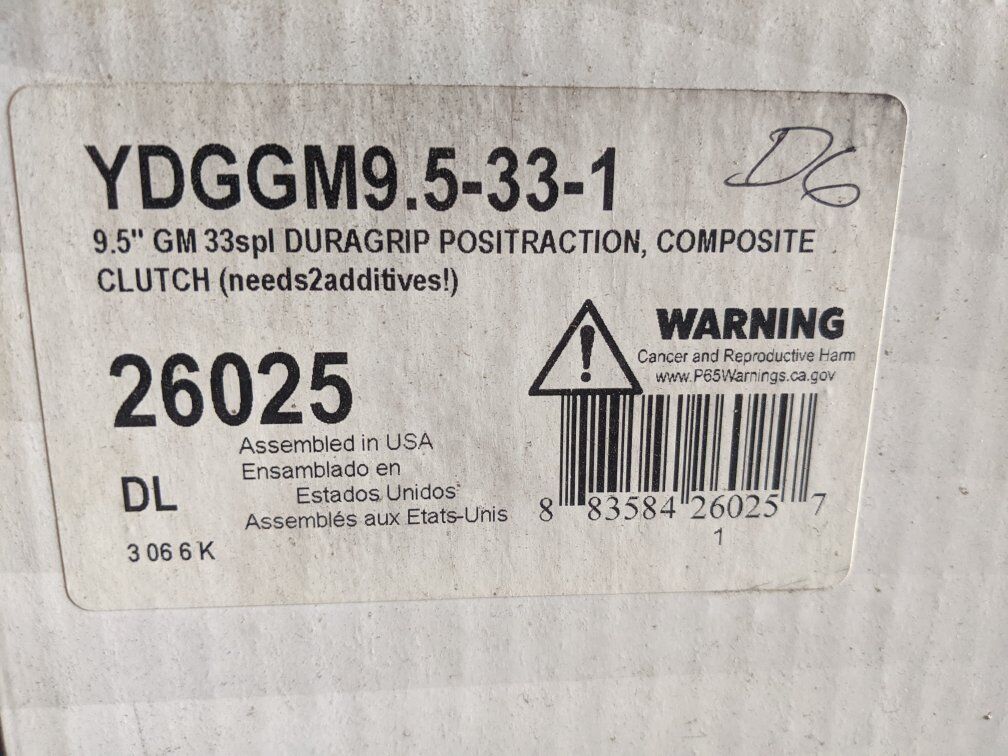 YDGGM9.5-33-1
D6
9.5" GM 33spl DURAGRIP POSITRACTION, COMPOSITE
CLUTCH (needs2additives!)
WARNING
Cancer and Reproductive Harm
www.P65Warnings.ca.gov
26025
Assembled in USA
Ensamblado en
Estados Unidos
Assemblés aux Etats-Unis
DL
3 06 6 K
8 83584 26025 7
1